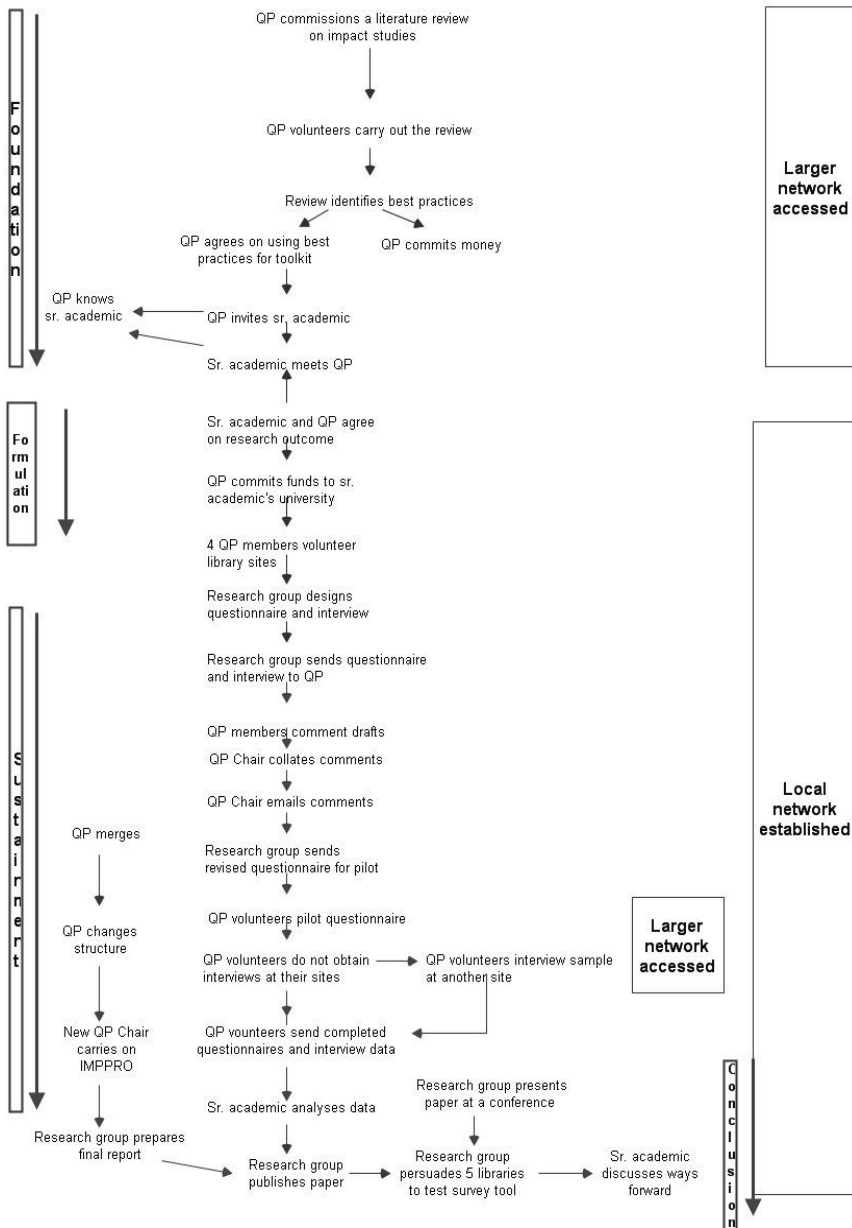 QP commissions a literature review
on impact studies
Foundation
QP volunteers carry out the review
Larger
network
accessed
Review identifies best practices
QP agrees on using best
practices for toolkit
QP commits money
QP knows
sr. academic
QP invites sr. academic
Sr. academic meets QP
Fo
rm
ul
ati
on
Sr. academic and QP agree
on research outcome
QP commits funds to sr.
academic's university
4 QP members volunteer
library sites
Research group designs
questionnaire and interview
Research group sends questionnaire
and interview to QP
QP members comment drafts
Sustainment
QP Chair collates comments
Local
network
established
QP Chair emails comments
QP merges
Research group sends
revised questionnaire for pilot
QP volunteers pilot questionnaire
Larger
network
accessed
QP changes
structure
QP volunteers do not obtain
interviews at their sites
QP volunteers interview sample
at another site
New QP Chair
carries on
IMPPRO
QP vounteers send completed
questionnaires and interview data
Conclusion
Research group presents
paper at a conference
Sr. academic analyses data
Research group prepares
final report
Research group
publishes paper
Research group
persuades 5 libraries
to test survey tool
Sr. academic
discusses ways
forward